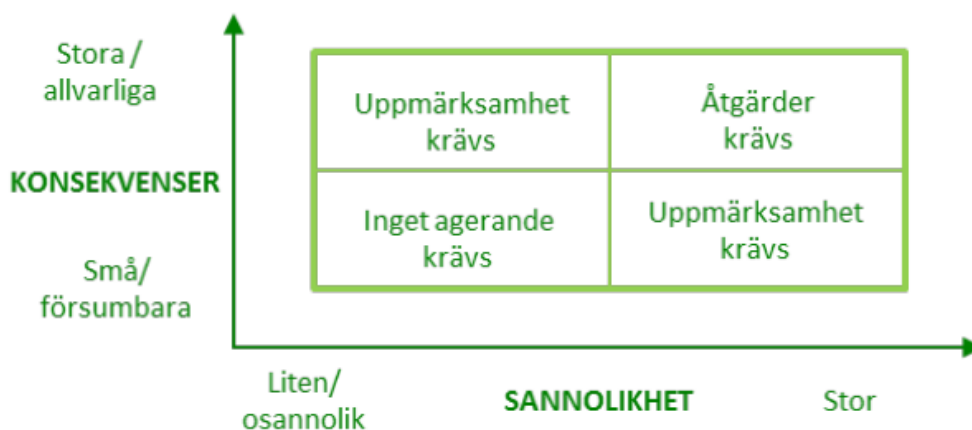 Stora /
allvarliga
Uppmärksamhet
krävs
Åtgärder
krävs
KONSEKVENSER
Inget agerande
krävs
Uppmärksamhet
krävs
Små/
försumbara
Liten/
osannolik
SANNOLIKHET
Stor